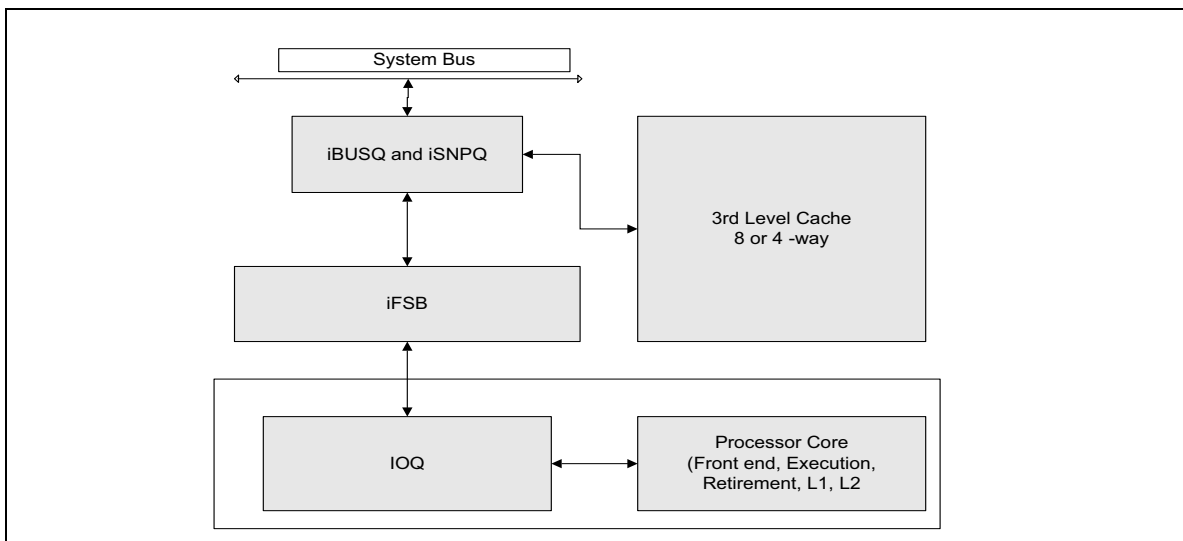 System Bus
iBUSQ and iSNPQ
3rd Level Cache
8 or 4 -way
iFSB
IOQ
Processor Core
(Front end, Execution,
Retirement, L1, L2